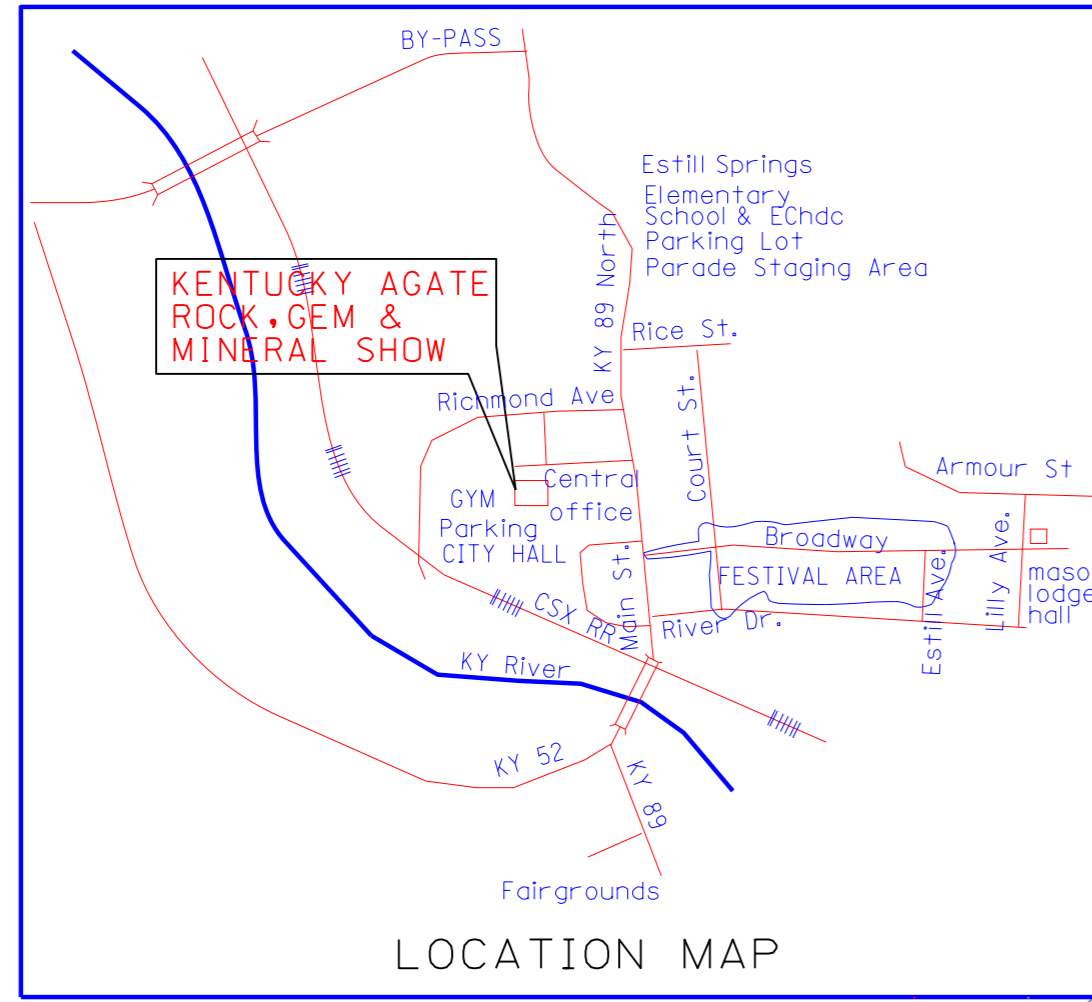 BY-PASS
Estill Springs
Elementary
School & EChdc
Parking Lot
Parade Staging Area
KY 89 North
KENTUCKY AGATE
ROCK, GEM &
MINERAL SHOW
Rice St.
Richmond Ave
Court St.
Armour St
Central
office
GYM
Parking
CITY HALL
Broadway
FESTIVAL AREA
Main St.
Estill Ave.
Lilly Ave.
maso
lodge
hall
River Dr.
CSX RR
KY River
KY 52
KY 89
Fairgrounds
LOCATION MAP